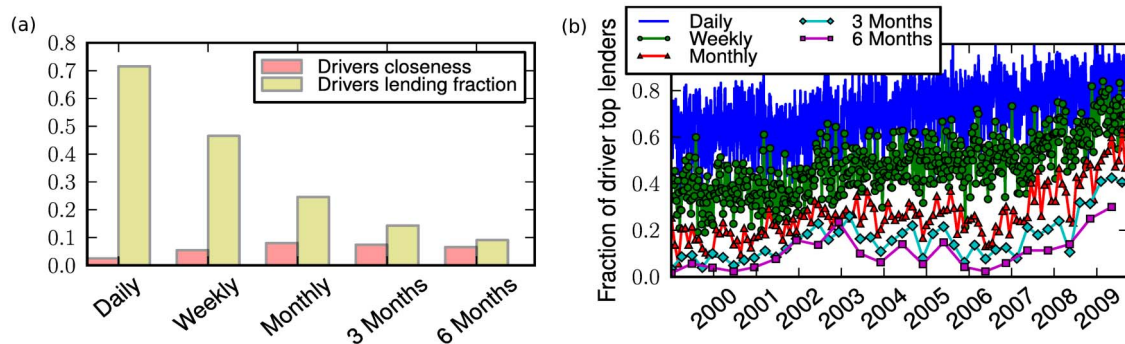 (a)
0.8
0.7
0.6
0.5
0.4
0.3
0.2
0.1
0.0
Drivers closeness
Drivers lending fraction
Daily
Weekly
Monthly
3 Months
6 Months
(b)
Daily
Weekly
Monthly
3 Months
6 Months
Fraction of driver top lenders
0.8
0.6
0.4
0.2
0.0
2000
2001
2002
2003
2004
2005
2006
2007
2008
2009